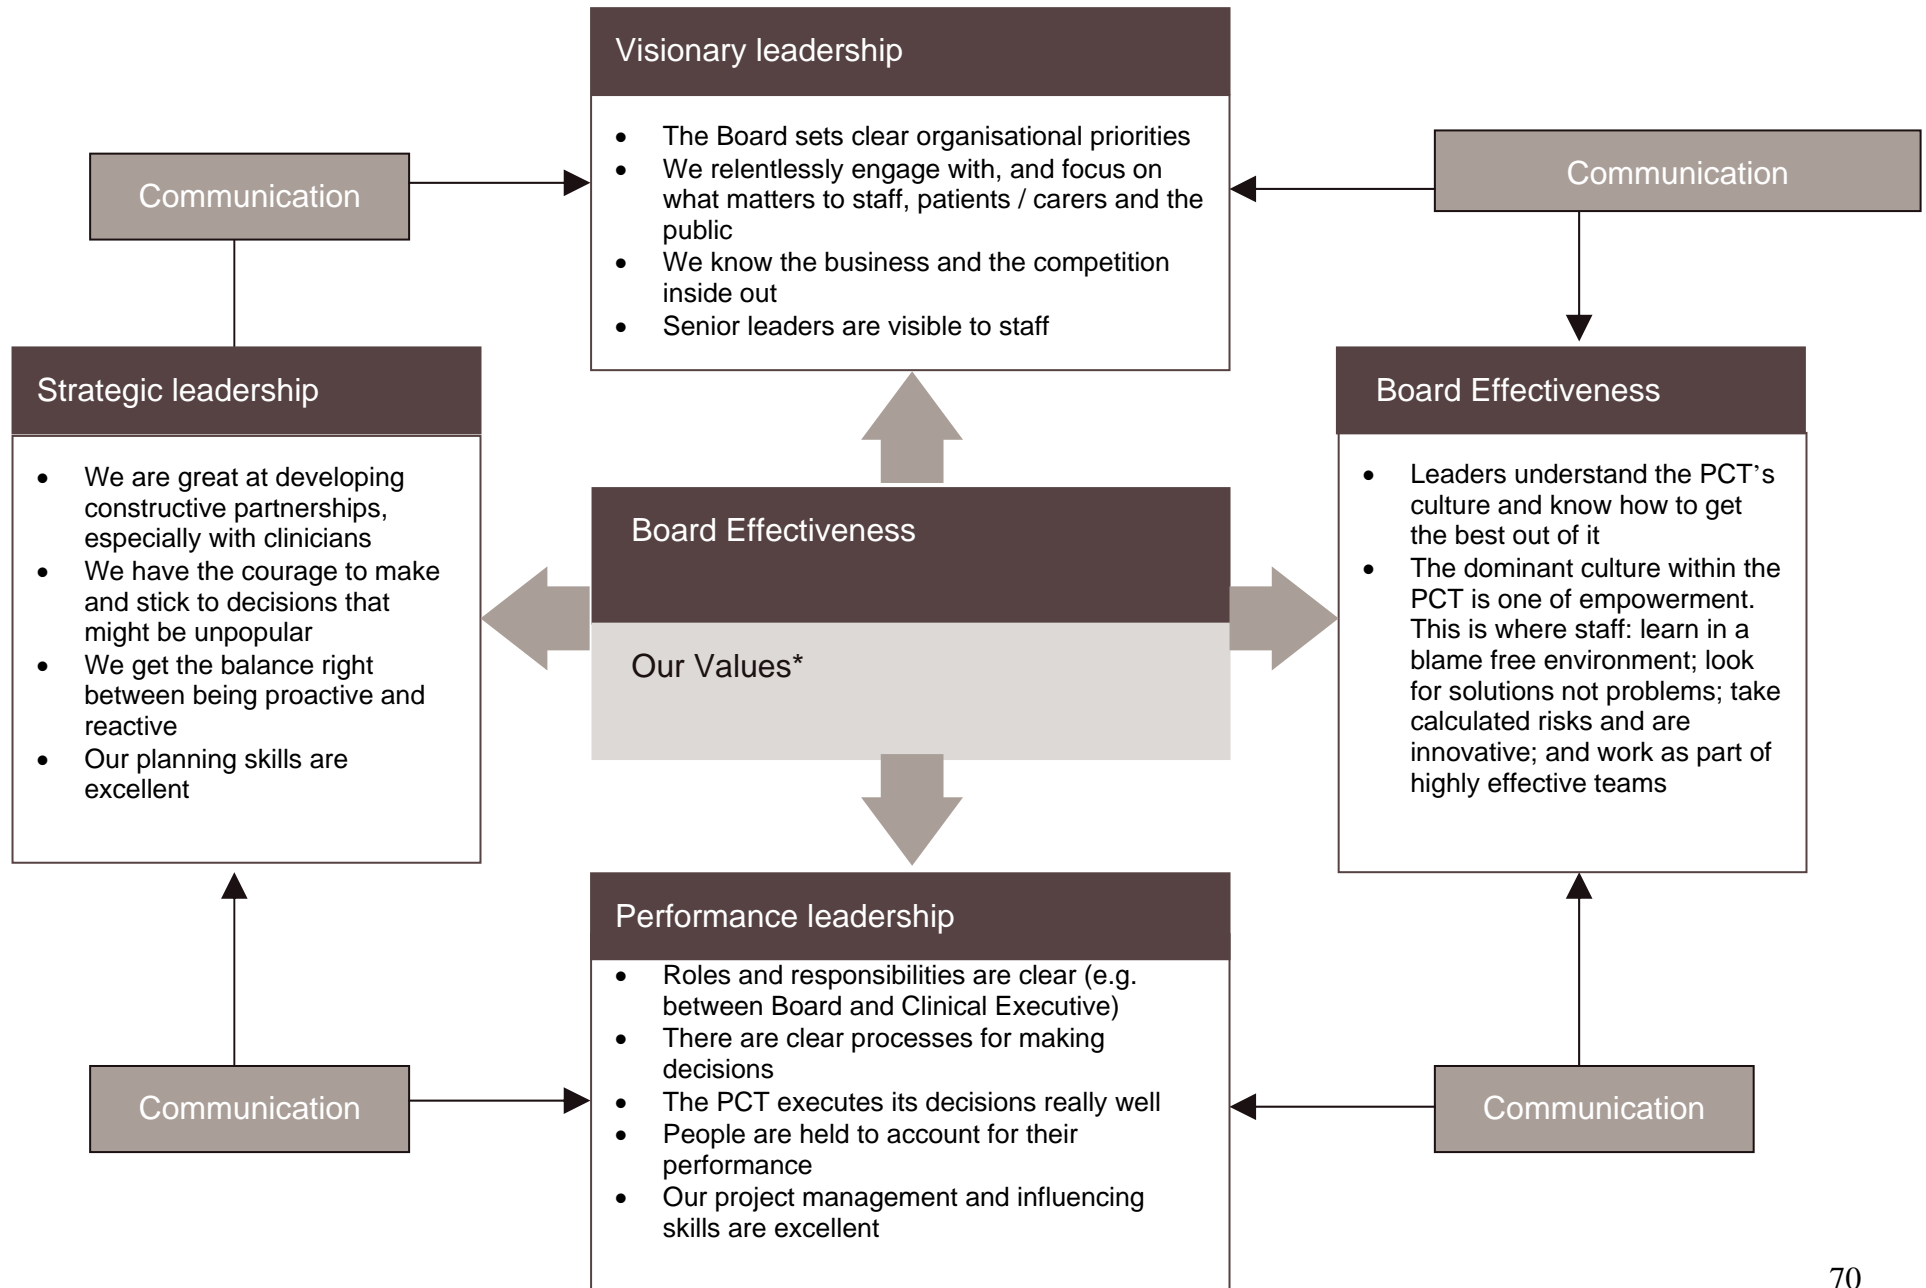 Visionary leadership
• The Board sets clear organisational priorities
• We relentlessly engage with, and focus on
what matters to staff, patients / carers and the
public
• We know the business and the competition
inside out
• Senior leaders are visible to staff
Communication
Communication
Strategic leadership
• We are great at developing
constructive partnerships,
especially with clinicians
• We have the courage to make
and stick to decisions that
might be unpopular
• We get the balance right
between being proactive and
reactive
• Our planning skills are
excellent
Board Effectiveness
Our Values*
Board Effectiveness
• Leaders understand the PCT’s
culture and know how to get
the best out of it
• The dominant culture within the
PCT is one of empowerment.
This is where staff: learn in a
blame free environment; look
for solutions not problems; take
calculated risks and are
innovative; and work as part of
highly effective teams
Performance leadership
• Roles and responsibilities are clear (e.g.
between Board and Clinical Executive)
• There are clear processes for making
decisions
• The PCT executes its decisions really well
• People are held to account for their
performance
• Our project management and influencing
skills are excellent
Communication
Communication
70